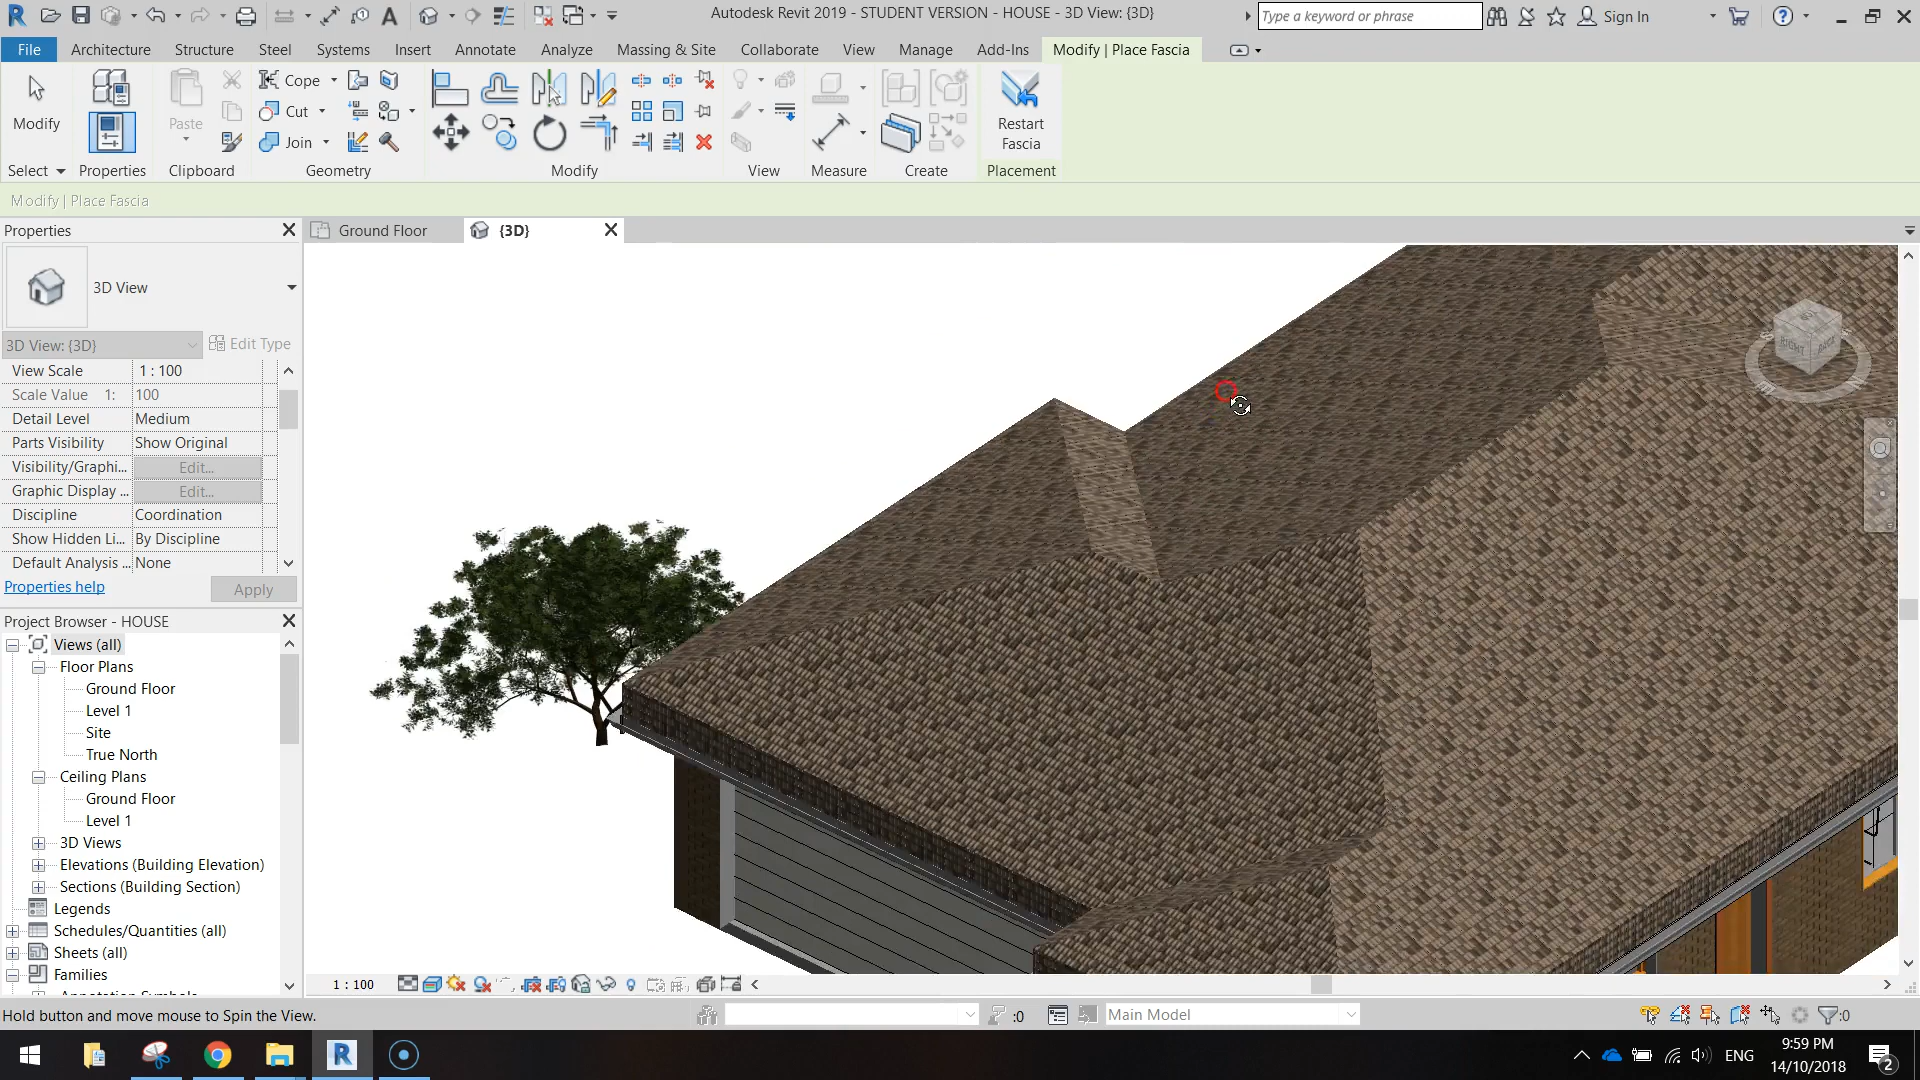 Autodesk Revit 2019 - STUDENT VERSION - HOUSE - 3D View: {3D}
Type a keyword or phrase
Sign In
File Architecture Structure Steel Systems Insert Annotate Analyze Massing & Site Collaborate View Manage Add-Ins Modify | Place Fascia
Modify
Paste
Cope
Cut
Join
Restart
Fascia
Select Properties Clipboard Geometry Modify View Measure Create Placement
Modify | Place Fascia
Properties
Ground Floor
{3D}
3D View
3D View: {3D}
Edit Type
View Scale 1 : 100
Scale Value 1: 100
Detail Level Medium
Parts Visibility Show Original
Visibility/Graphi... Edit...
Graphic Display ... Edit...
Discipline Coordination
Show Hidden Li... By Discipline
Default Analysis ... None
Properties help
Apply
Project Browser - HOUSE
Views (all)
Floor Plans
Ground Floor
Level 1
Site
True North
Ceiling Plans
Ground Floor
Level 1
3D Views
Elevations (Building Elevation)
Sections (Building Section)
Legends
Schedules/Quantities (all)
Sheets (all)
Families
RIGHT
BACK
1 : 100
Hold button and move mouse to Spin the View.
:0
Main Model
:0
ENG
9:59 PM
14/10/2018
2